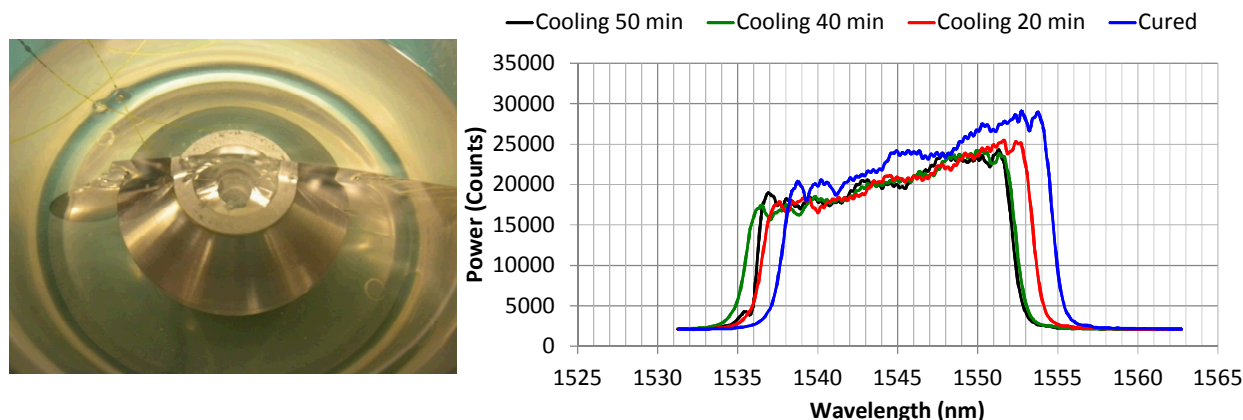 Cooling 50 min Cooling 40 min Cooling 20 min Cured
Power (Counts)
35000
30000
25000
20000
15000
10000
5000
0
1525 1530 1535 1540 1545 1550 1555 1560 1565
Wavelength (nm)